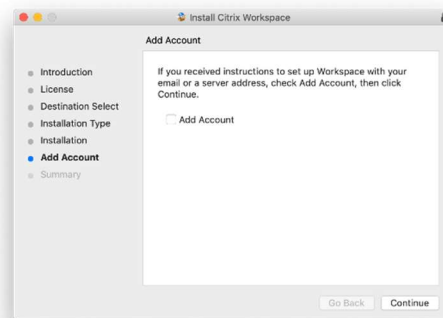 Install Citrix Workspace
Add Account
Introduction
License
Destination Select
Installation Type
Installation
Add Account
Summary
If you received instructions to set up Workspace with your
email or a server address, check Add Account, then click
Continue.
Add Account
Go Back
Continue